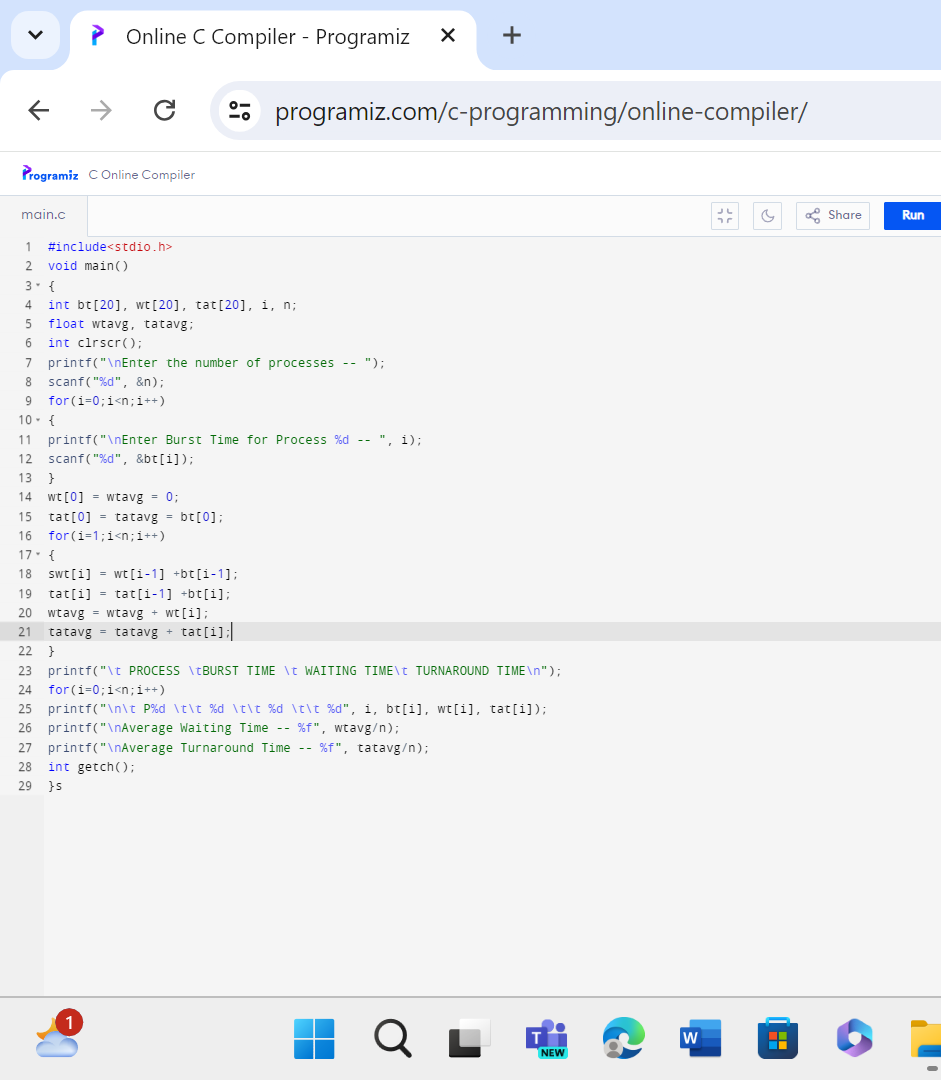 Online C Compiler - Programiz
programiz.com/c-programming/online-compiler/
Programiz C Online Compiler
main.c Share Run
1 #include<stdio.h>
2 void main()
3 {
4 int bt[20], wt[20], tat[20], i, n;
5 float wtavg, tatavg;
6 int clrscr();
7 printf("\nEnter the number of processes -- ");
8 scanf("%d", &n);
9 for(i=0;i<n;i++)
10 {
11 printf("\nEnter Burst Time for Process %d -- ", i);
12 scanf("%d", &bt[i]);
13 }
14 wt[0] = wtavg = 0;
15 tat[0] = tatavg = bt[0];
16 for(i=1;i<n;i++)
17 {
18 swt[i] = wt[i-1] +bt[i-1];
19 tat[i] = tat[i-1] +bt[i];
20 wtavg = wtavg + wt[i];
21 tatavg = tatavg + tat[i];
22 }
23 printf("\t PROCESS \tBURST TIME \t WAITING TIME\t TURNAROUND TIME\n");
24 for(i=0;i<n;i++)
25 printf("\n\t P%d \t\t %d \t\t %d \t\t %d", i, bt[i], wt[i], tat[i]);
26 printf("\nAverage Waiting Time -- %f", wtavg/n);
27 printf("\nAverage Turnaround Time -- %f", tatavg/n);
28 int getch();
29 }s
1
T
NEW
W